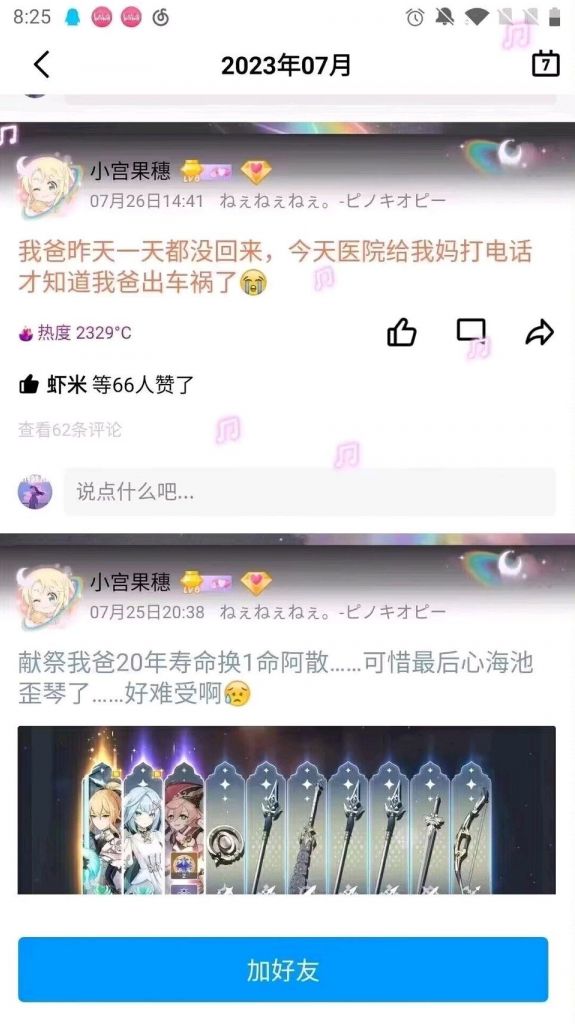 8:25
2023年07月
7
小宫果穗 LV6
07月26日14:41 ねぇねぇねぇ。-ピノキオピー
我爸昨天一天都没回来，今天医院给我妈打电话
才知道我爸出车祸了😭
热度 2329°C
虾米 等66人赞了
查看62条评论
说点什么吧...
小宫果穗 LV6
07月25日20:38 ねぇねぇねぇ。-ピノキオピー
献祭我爸20年寿命换1命阿散……可惜最后心海池
歪琴了……好难受啊😥
加好友